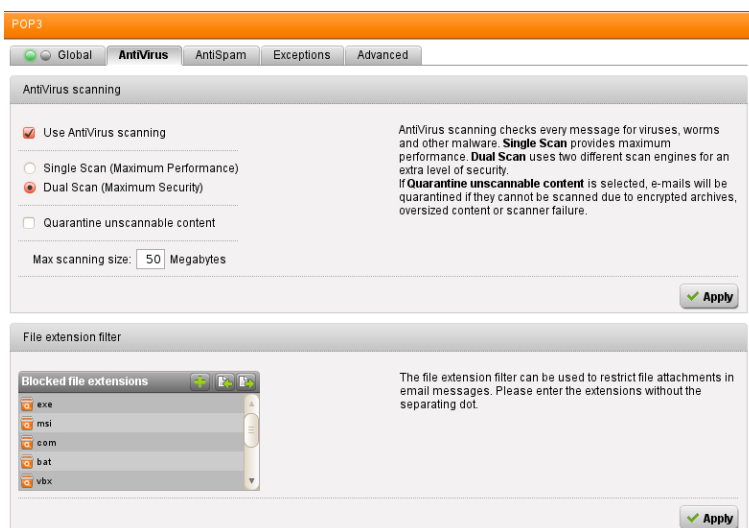 POP3
Global AntiVirus AntiSpam Exceptions Advanced
AntiVirus scanning
Use AntiVirus scanning
Single Scan (Maximum Performance)
Dual Scan (Maximum Security)
Quarantine unscannable content
Max scanning size: 50 Megabytes
AntiVirus scanning checks every message for viruses, worms
and other malware. Single Scan provides maximum
performance. Dual Scan uses two different scan engines for an
extra level of security.
If Quarantine unscannable content is selected, e-mails will be
quarantined if they cannot be scanned due to encrypted archives,
oversized content or scanner failure.
Apply
File extension filter
Blocked file extensions
exe
msi
com
bat
vbx
The file extension filter can be used to restrict file attachments in
email messages. Please enter the extensions without the
separating dot.
Apply